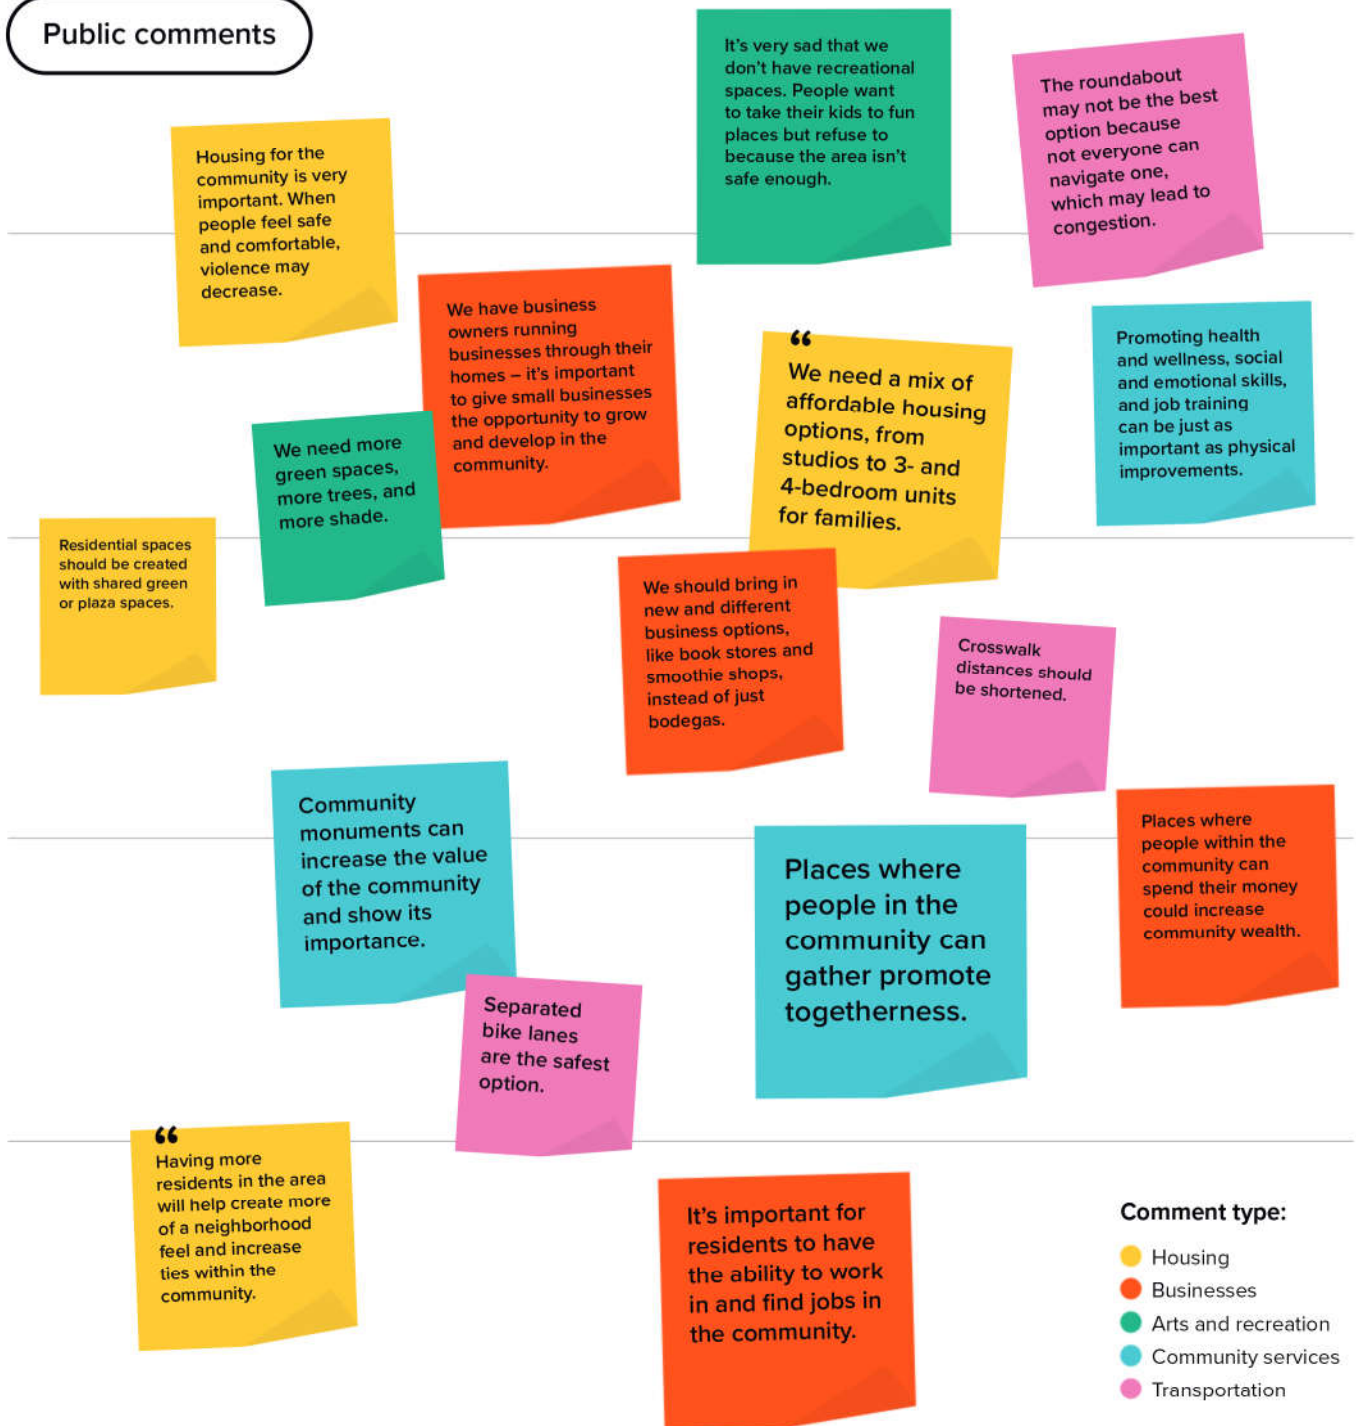 Public comments
It's very sad that we
don't have recreational
spaces. People want
to take their kids to fun
places but refuse to
because the area isn't
safe enough.
The roundabout
may not be the best
option because
not everyone can
navigate one,
which may lead to
congestion.
Housing for the
community is very
important. When
people feel safe
and comfortable,
violence may
decrease.
We have business
owners running
businesses through their
homes – it's important
to give small businesses
the opportunity to grow
and develop in the
community.
“
We need a mix of
affordable housing
options, from
studios to 3- and
4-bedroom units
for families.
Promoting health
and wellness, social
and emotional skills,
and job training
can be just as
important as physical
improvements.
We need more
green spaces,
more trees, and
more shade.
Residential spaces
should be created
with shared green
or plaza spaces.
We should bring in
new and different
business options,
like book stores and
smoothie shops,
instead of just
bodegas.
Crosswalk
distances should
be shortened.
Community
monuments can
increase the value
of the community
and show its
importance.
Places where
people in the
community can
gather promote
togetherness.
Places where
people within the
community can
spend their money
could increase
community wealth.
Separated
bike lanes
are the safest
option.
“
Having more
residents in the area
will help create more
of a neighborhood
feel and increase
ties within the
community.
It's important for
residents to have
the ability to work
in and find jobs in
the community.
Comment type:
Housing
Businesses
Arts and recreation
Community services
Transportation